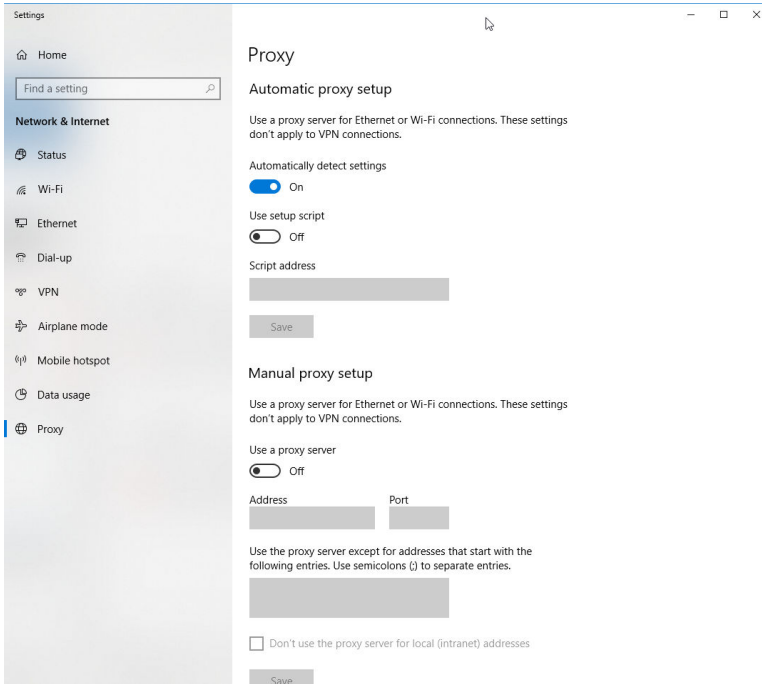 Settings
Home
Find a setting
Network & Internet
Status
Wi-Fi
Ethernet
Dial-up
VPN
Airplane mode
Mobile hotspot
Data usage
Proxy
Proxy
Automatic proxy setup
Use a proxy server for Ethernet or Wi-Fi connections. These settings
don't apply to VPN connections.
Automatically detect settings
On
Use setup script
Off
Script address
Save
Manual proxy setup
Use a proxy server for Ethernet or Wi-Fi connections. These settings
don't apply to VPN connections.
Use a proxy server
Off
Address Port
Use the proxy server except for addresses that start with the
following entries. Use semicolons (;) to separate entries.
Don't use the proxy server for local (intranet) addresses
Save